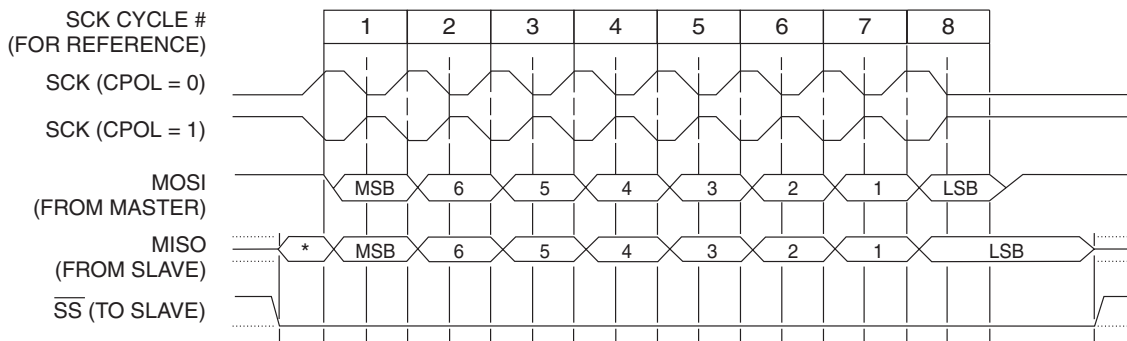 SCK CYCLE #
(FOR REFERENCE)
1 2 3 4 5 6 7 8
SCK (CPOL = 0)
SCK (CPOL = 1)
MOSI
(FROM MASTER)
MSB 6 5 4 3 2 1 LSB
MISO
(FROM SLAVE)
* MSB 6 5 4 3 2 1 LSB
SS (TO SLAVE)